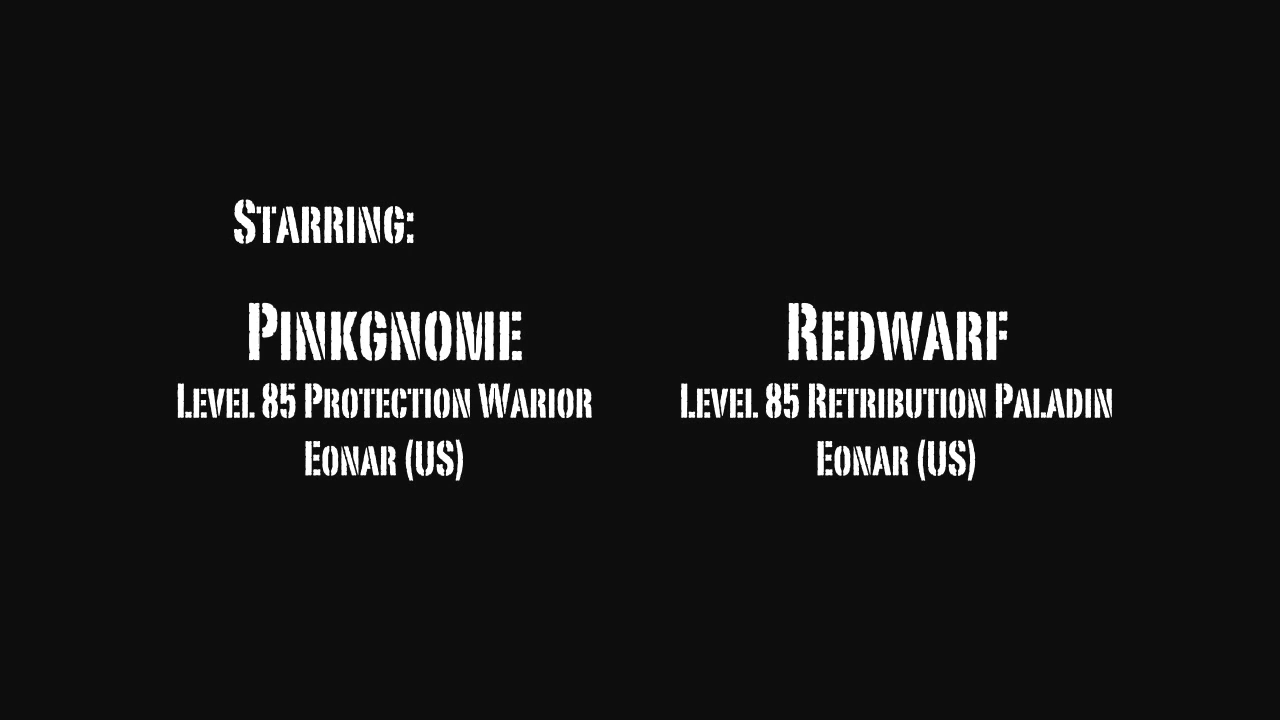 Starring:
Pinkgnome
Redwarf
Level 85 Protection Warior
Level 85 Retribution Paladin
Eonar (US)
Eonar (US)